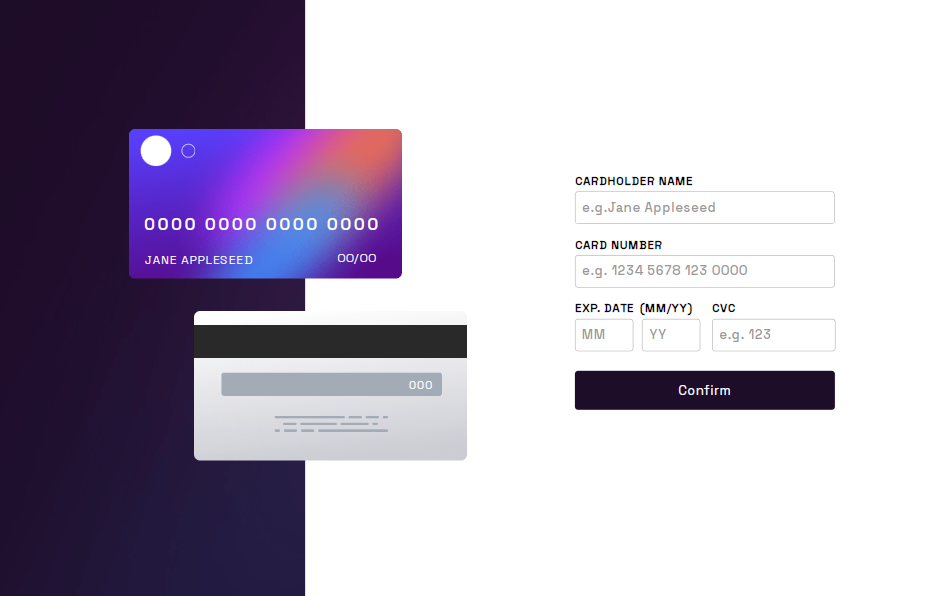 0000 0000 0000 0000
JANE APPLESEED 00/00
000
CARDHOLDER NAME
e.g.Jane Appleseed
CARD NUMBER
e.g. 1234 5678 123 0000
EXP. DATE (MM/YY) CVC
MM YY e.g. 123
Confirm